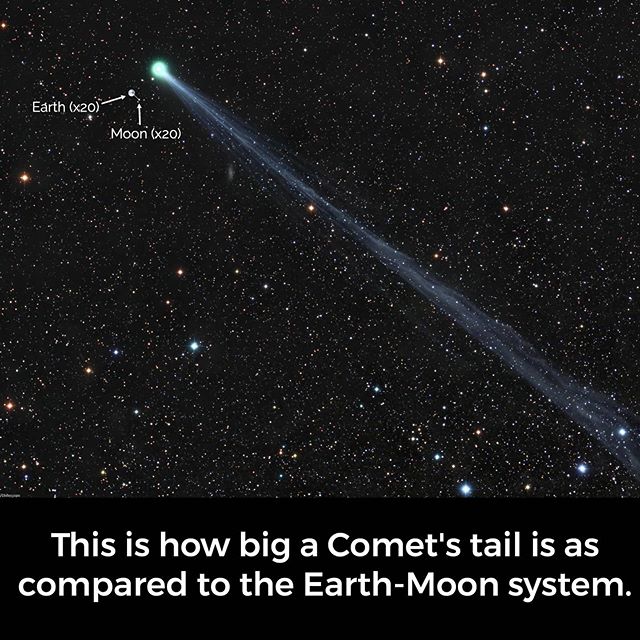 Earth (x20)
Moon (x20)
This is how big a Comet's tail is as
compared to the Earth-Moon system.